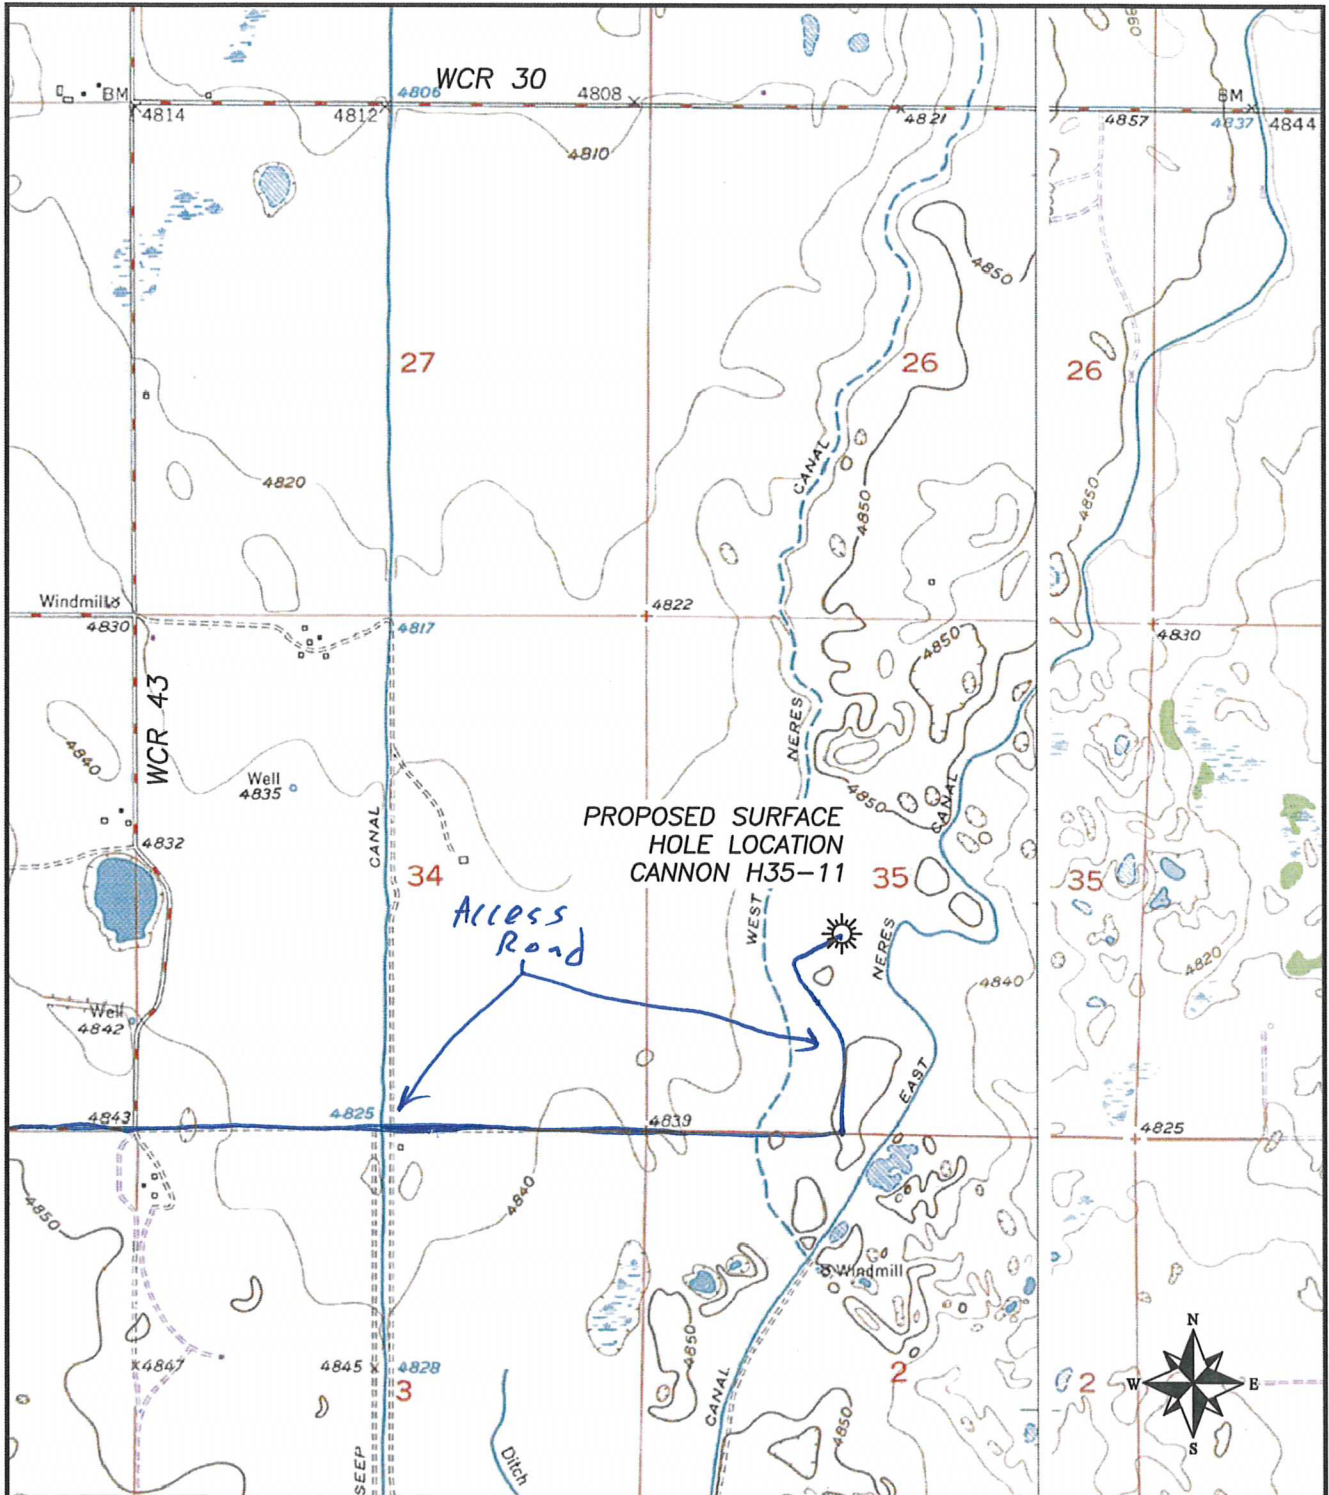 WCR 30
BM
4814
4812
4806
4808
4810
4821
4857
BM
4837
4844
4850
27
26
26
CANAL
4820
4850
4850
Windmill
4830
4817
4822
4830
4850
WCR 43
4840
NERES
Well
4835
4850
CANAL
4832
CANAL
PROPOSED SURFACE
HOLE LOCATION
CANNON H35-11
34
35
35
Access
Road
WEST
NERES
4820
4840
Well
4842
EAST
4843
4825
4839
4825
4850
4840
Windmill
4850
4847
4845
4828
3
2
2
CANAL
4850
SEEP
Ditch
N
W
E
S